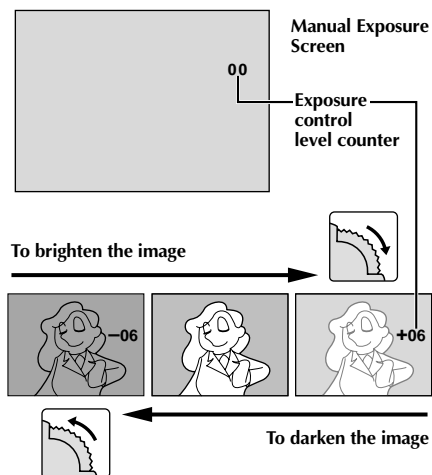 Manual Exposure
Screen
00
Exposure
control
level counter
To brighten the image
–06
+06
To darken the image